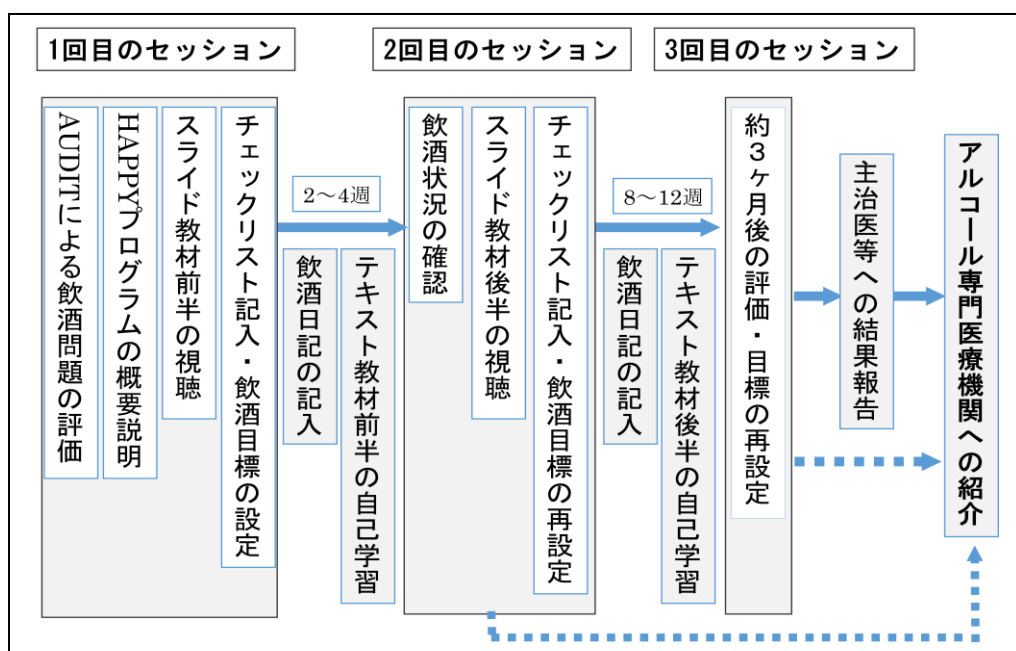 1回目のセッション
2回目のセッション
3回目のセッション
AUDITによる飲酒問題の評価
HAPPYプログラムの概要説明
スライド教材前半の視聴
チェックリスト記入・飲酒目標の設定
2～4週
飲酒日記の記入
テキスト教材前半の自己学習
飲酒状況の確認
スライド教材後半の視聴
チェックリスト記入・飲酒目標の再設定
8～12週
飲酒日記の記入
テキスト教材後半の自己学習
約3ヶ月後の評価・目標の再設定
主治医等への結果報告
アルコール専門医療機関への紹介